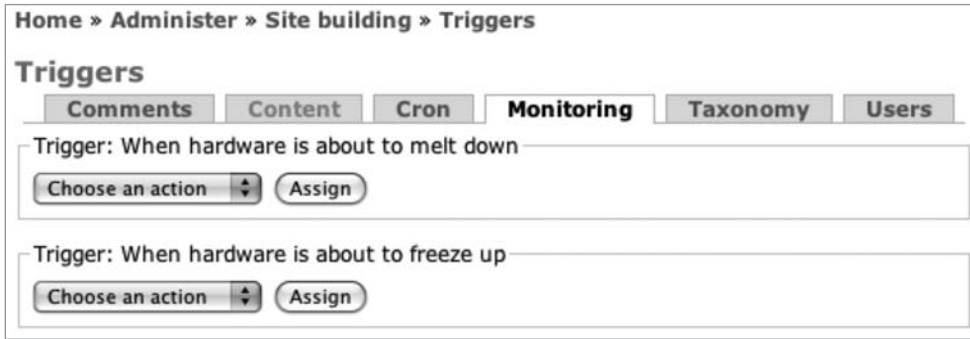 Home » Administer » Site building » Triggers
Triggers
Comments Content Cron Monitoring Taxonomy Users
Trigger: When hardware is about to melt down
Choose an action Assign
Trigger: When hardware is about to freeze up
Choose an action Assign